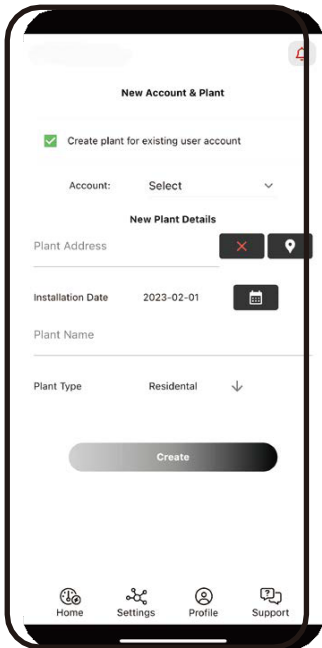 New Account & Plant
Create plant for existing user account
Account: Select
New Plant Details
Plant Address
Installation Date 2023-02-01
Plant Name
Plant Type Residental
Create
Home Settings Profile Support